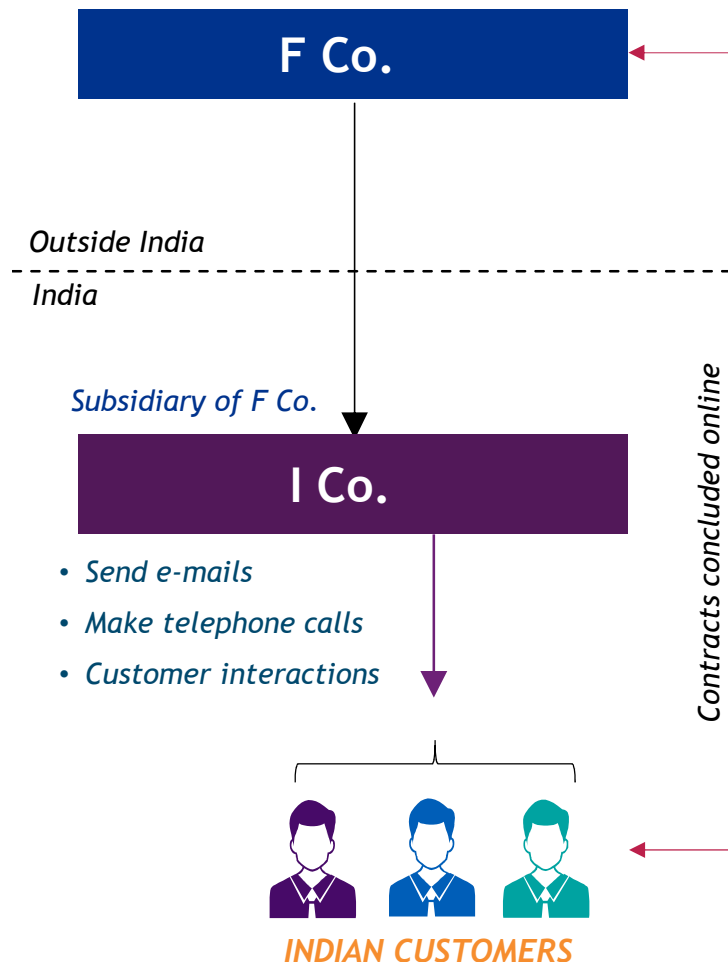 F Co.
Outside India
India
Subsidiary of F Co.
I Co.
• Send e-mails
• Make telephone calls
• Customer interactions
Contracts concluded online
INDIAN CUSTOMERS